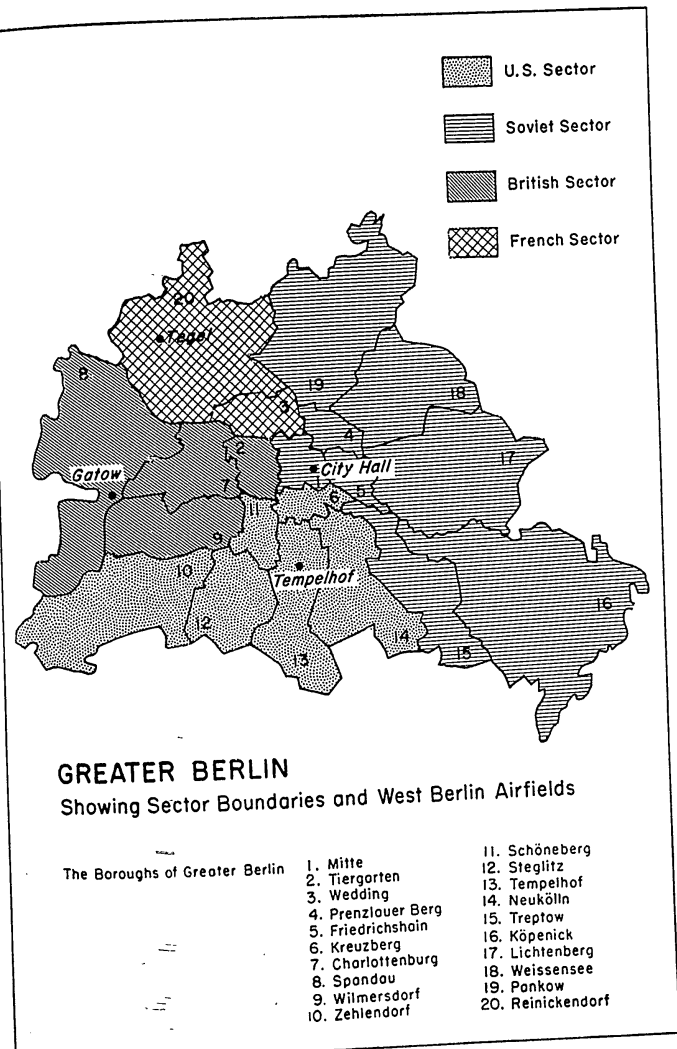 U.S. Sector
Soviet Sector
British Sector
French Sector
20
Tegel
8
19
18
3
4
2
17
City Hall
1
Gatow
7
5
6
11
9
10
Tempelhof
16
12
14
13
15
GREATER BERLIN
Showing Sector Boundaries and West Berlin Airfields
The Boroughs of Greater Berlin
1. Mitte
2. Tiergarten
3. Wedding
4. Prenzlauer Berg
5. Friedrichshain
6. Kreuzberg
7. Charlottenburg
8. Spandau
9. Wilmersdorf
10. Zehlendorf
11. Schöneberg
12. Steglitz
13. Tempelhof
14. Neukölln
15. Treptow
16. Köpenick
17. Lichtenberg
18. Weissensee
19. Pankow
20. Reinickendorf